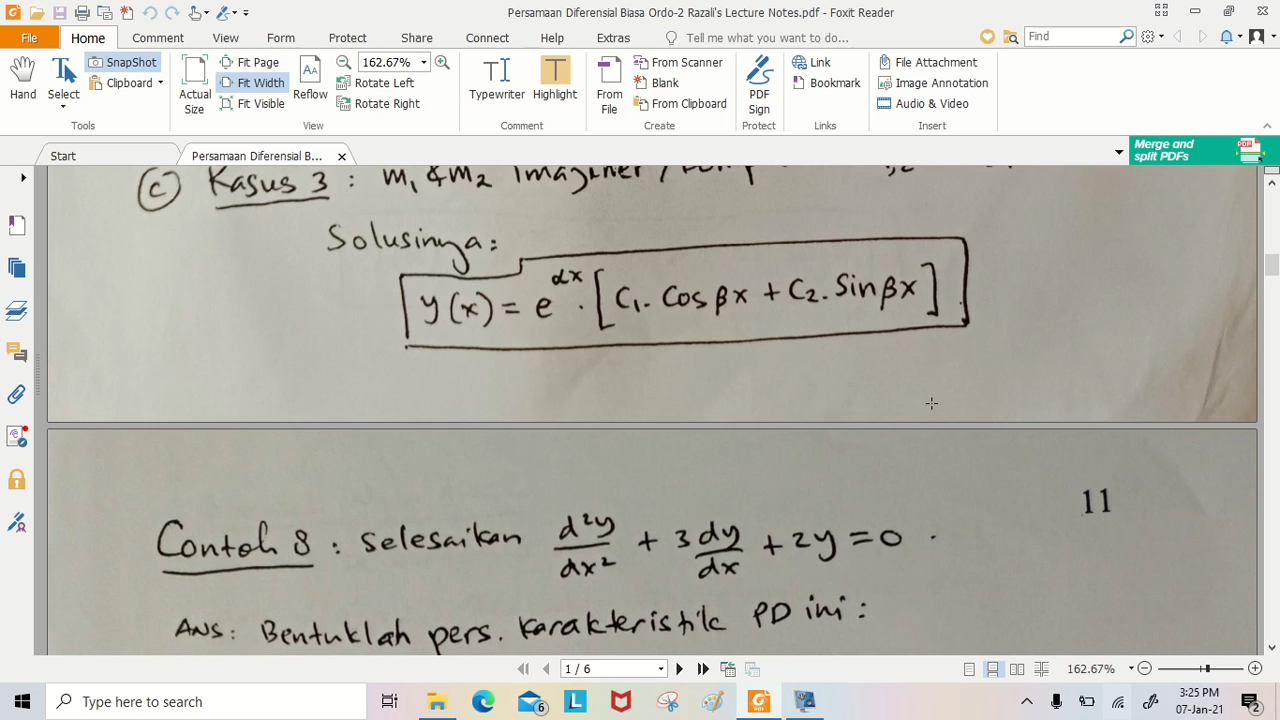 Persamaan Diferensial Biasa Ordo-2 Razali's Lecture Notes.pdf - Foxit Reader
File Home Comment View Form Protect Share Connect Help Extras Tell me what you want to do... Find
Hand
Select
SnapShot
Clipboard
Tools
Actual Size
Fit Page
Fit Width
Fit Visible
Reflow
162.67%
Rotate Left
Rotate Right
View
Typewriter
Highlight
Comment
From File
From Scanner
Blank
From Clipboard
Create
PDF Sign
Protect
Link
Bookmark
Links
File Attachment
Image Annotation
Audio & Video
Insert
Start
Persamaan Diferensial B...
Merge and split PDFs
PDF
(c) Kasus 3 : m₁ & m₂ Imaginer /
Solusinya:
y(x) = e^αx . [C₁. Cos βx + C₂. Sin βx]
11
Contoh 8 : selesaikan d²y/dx² + 3 dy/dx + 2y = 0 .
Ans: Bentuklah pers. karakteristik PD ini :
1 / 6
162.67%
Type here to search
6
L
3:25 PM
07-Jan-21
2